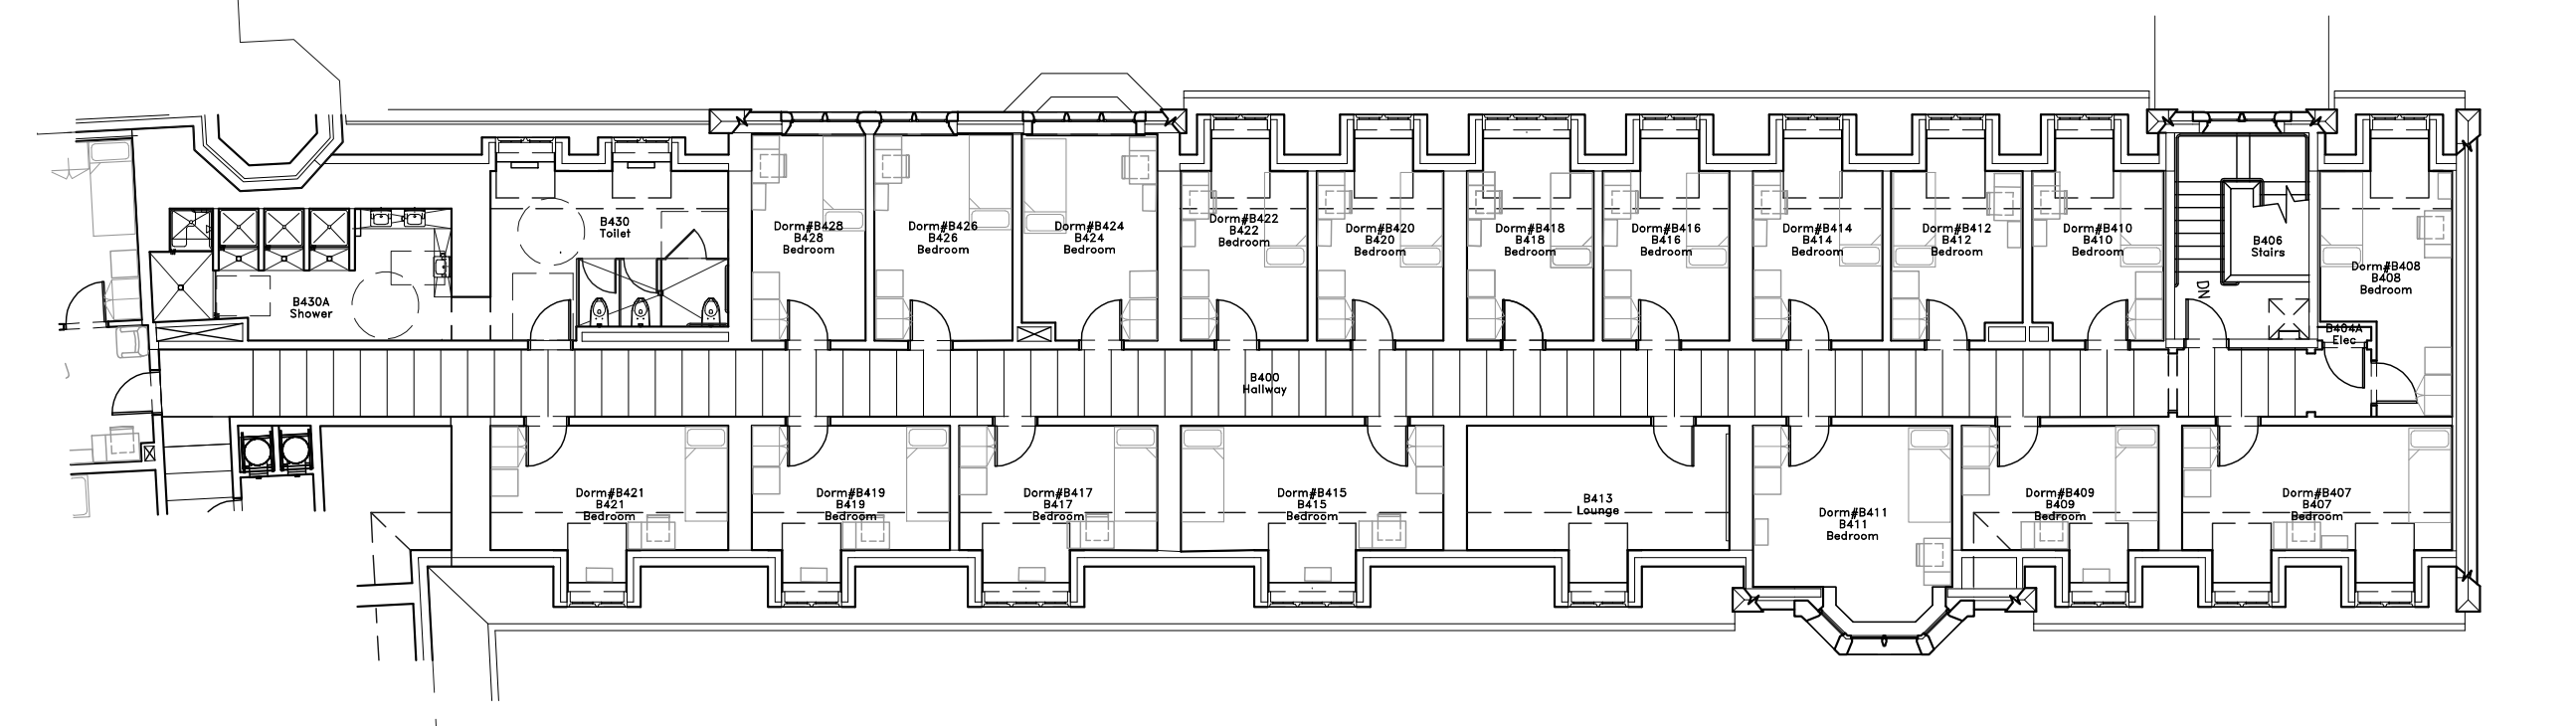 B430
Toilet
B430A
Shower
Dorm#B428
B428
Bedroom
Dorm#B426
B426
Bedroom
Dorm#B424
B424
Bedroom
Dorm#B422
B422
Bedroom
Dorm#B420
B420
Bedroom
Dorm#B418
B418
Bedroom
Dorm#B416
B416
Bedroom
Dorm#B414
B414
Bedroom
Dorm#B412
B412
Bedroom
Dorm#B410
B410
Bedroom
B406
Stairs
DN
Dorm#B408
B408
Bedroom
B404A
Elec
B400
Hallway
Dorm#B421
B421
Bedroom
Dorm#B419
B419
Bedroom
Dorm#B417
B417
Bedroom
Dorm#B415
B415
Bedroom
B413
Lounge
Dorm#B411
B411
Bedroom
Dorm#B409
B409
Bedroom
Dorm#B407
B407
Bedroom